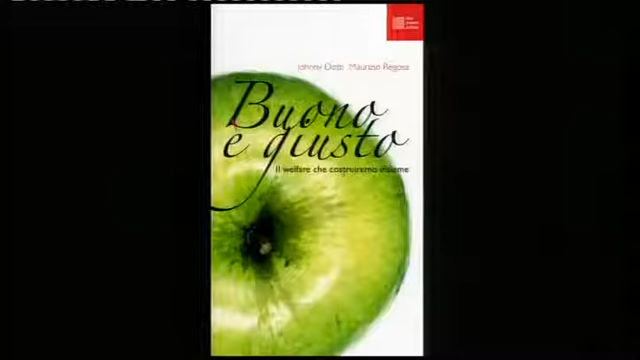 Johnny Dotti Maurizio Regosa
Buono
e giusto
Il welfare che costruiremo insieme